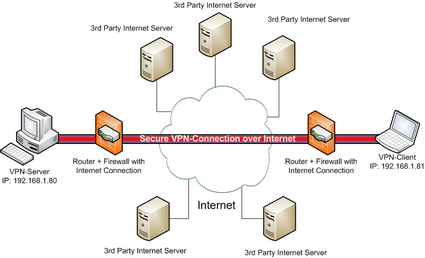 3rd Party Internet Server
3rd Party Internet Server
3rd Party Internet Server
Secure VPN-Connection over Internet
VPN-Server
IP: 192.168.1.80
Router + Firewall with
Internet Connection
Router + Firewall with
Internet Connection
VPN-Client
IP: 192.168.1.81
Internet
3rd Party Internet Server
3rd Party Internet Server